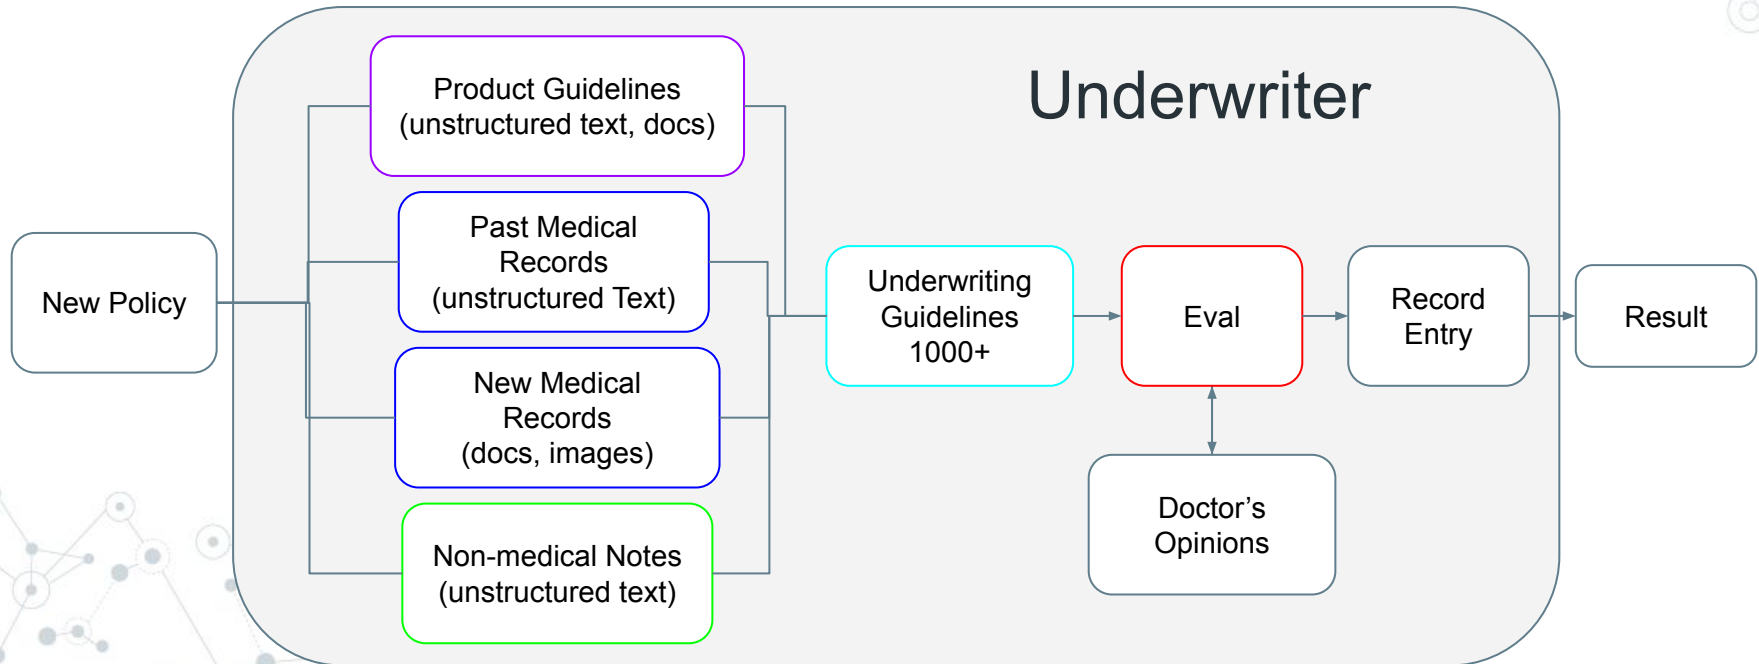 Underwriter
Product Guidelines
(unstructured text, docs)
Past Medical
Records
(unstructured Text)
New Medical
Records
(docs, images)
Non-medical Notes
(unstructured text)
New Policy
Underwriting
Guidelines
1000+
Eval
Doctor’s
Opinions
Record
Entry
Result